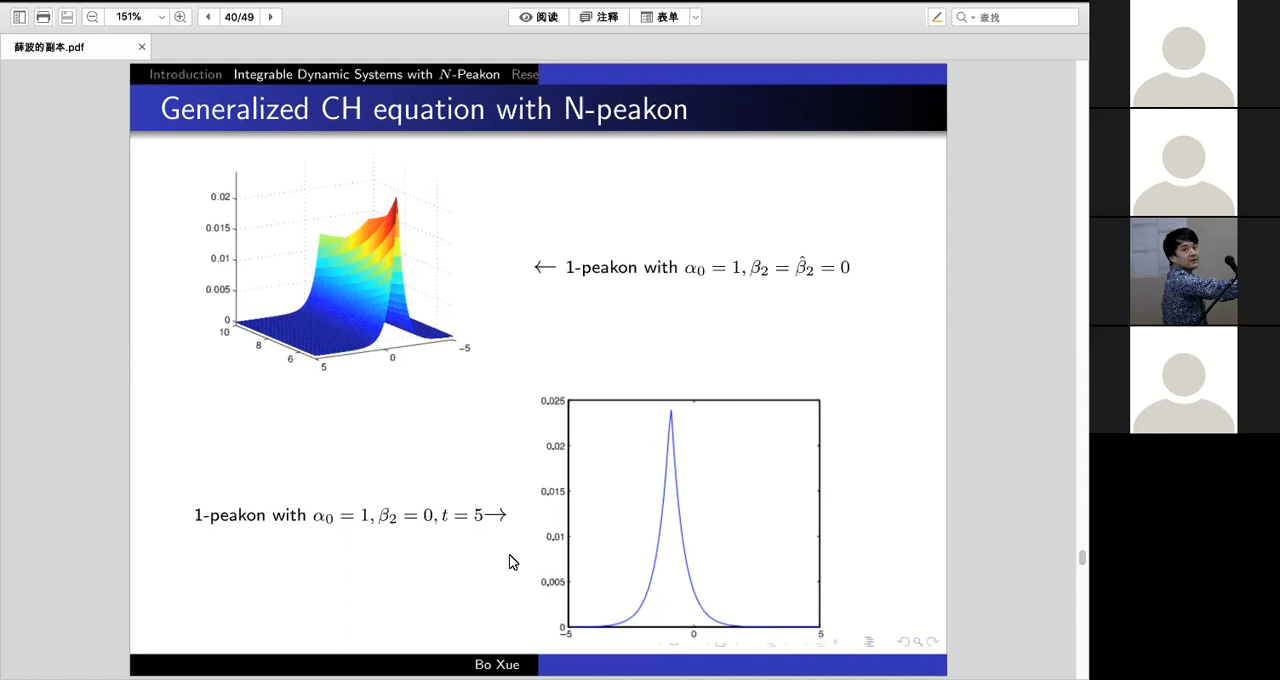 151%
40/49
阅读
注释
表单
查找
薛波的副本.pdf
Introduction Integrable Dynamic Systems with N-Peakon Rese
Generalized CH equation with N-peakon
0.02
0.015
0.01
0.005
0
10
8
6
5
0
-5
← 1-peakon with α₀ = 1, β₂ = β̂₂ = 0
0.025
0.02
0.015
0.01
0.005
0
-5
0
5
1-peakon with α₀ = 1, β₂ = 0, t = 5→
Bo Xue